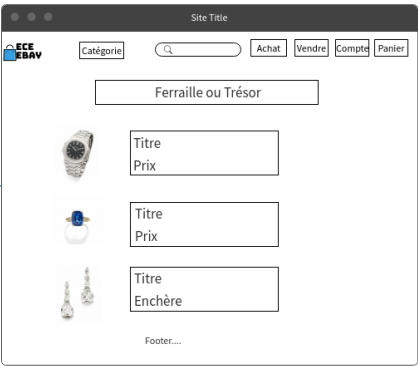 Site Title
ECE
EBAY
Catégorie
Achat
Vendre
Compte
Panier
Ferraille ou Trésor
Titre
Prix
Titre
Prix
Titre
Enchère
Footer....